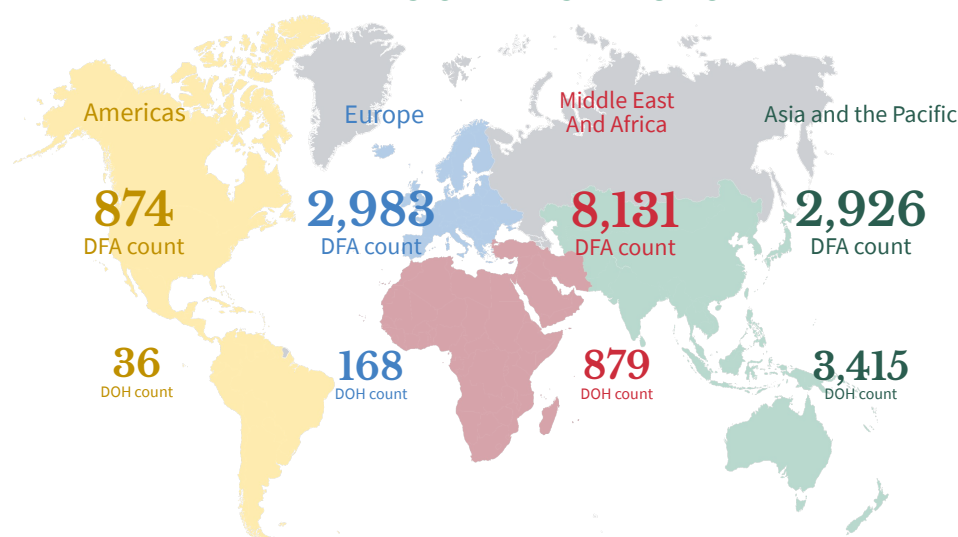 Americas
874
DFA count
36
DOH count
Europe
2,983
DFA count
168
DOH count
Middle East
And Africa
8,131
DFA count
879
DOH count
Asia and the Pacific
2,926
DFA count
3,415
DOH count